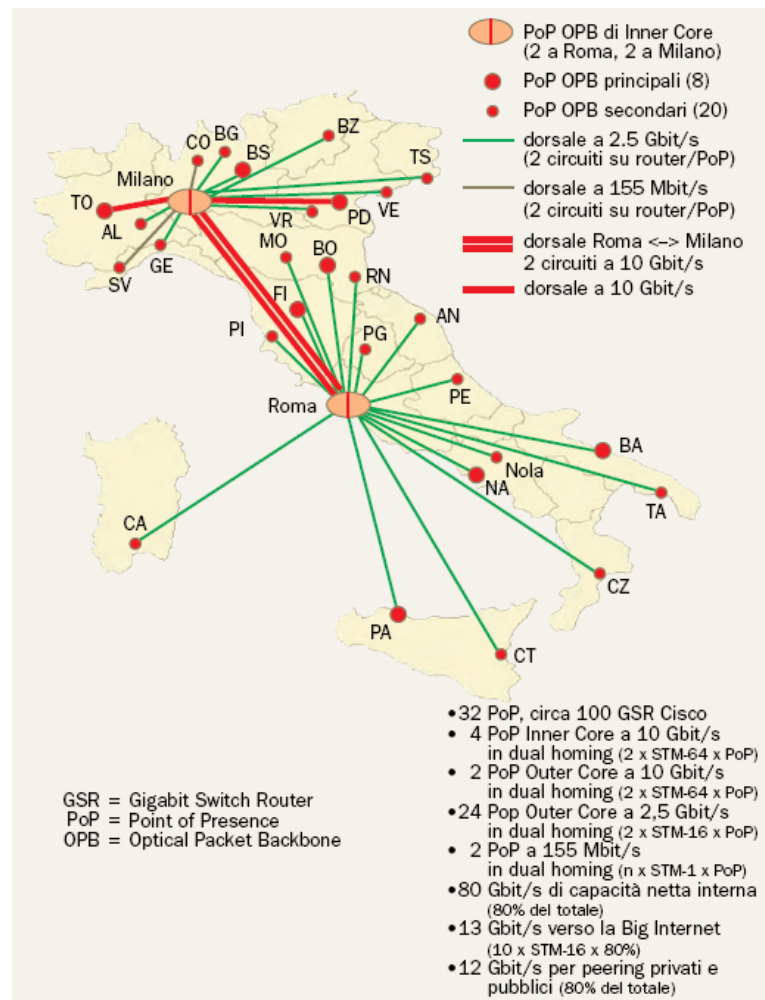 PoP OPB di Inner Core
(2 a Roma, 2 a Milano)
PoP OPB principali (8)
PoP OPB secondari (20)
dorsale a 2.5 Gbit/s
(2 circuiti su router/PoP)
dorsale a 155 Mbit/s
(2 circuiti su router/PoP)
dorsale Roma <–> Milano
2 circuiti a 10 Gbit/s
dorsale a 10 Gbit/s
BZ
BG
CO
BS
TS
Milano
TO
VE
PD
VR
AL
MO
BO
GE
SV
RN
FI
AN
PI
PG
PE
Roma
BA
Nola
NA
TA
CA
CZ
PA
CT
•32 PoP, circa 100 GSR Cisco
• 4 PoP Inner Core a 10 Gbit/s
in dual homing (2 x STM-64 x PoP)
• 2 PoP Outer Core a 10 Gbit/s
in dual homing (2 x STM-64 x PoP)
•24 Pop Outer Core a 2,5 Gbit/s
in dual homing (2 x STM-16 x PoP)
• 2 PoP a 155 Mbit/s
in dual homing (n x STM-1 x PoP)
•80 Gbit/s di capacità netta interna
(80% del totale)
•13 Gbit/s verso la Big Internet
(10 x STM-16 x 80%)
•12 Gbit/s per peering privati e
pubblici (80% del totale)
GSR = Gigabit Switch Router
PoP = Point of Presence
OPB = Optical Packet Backbone